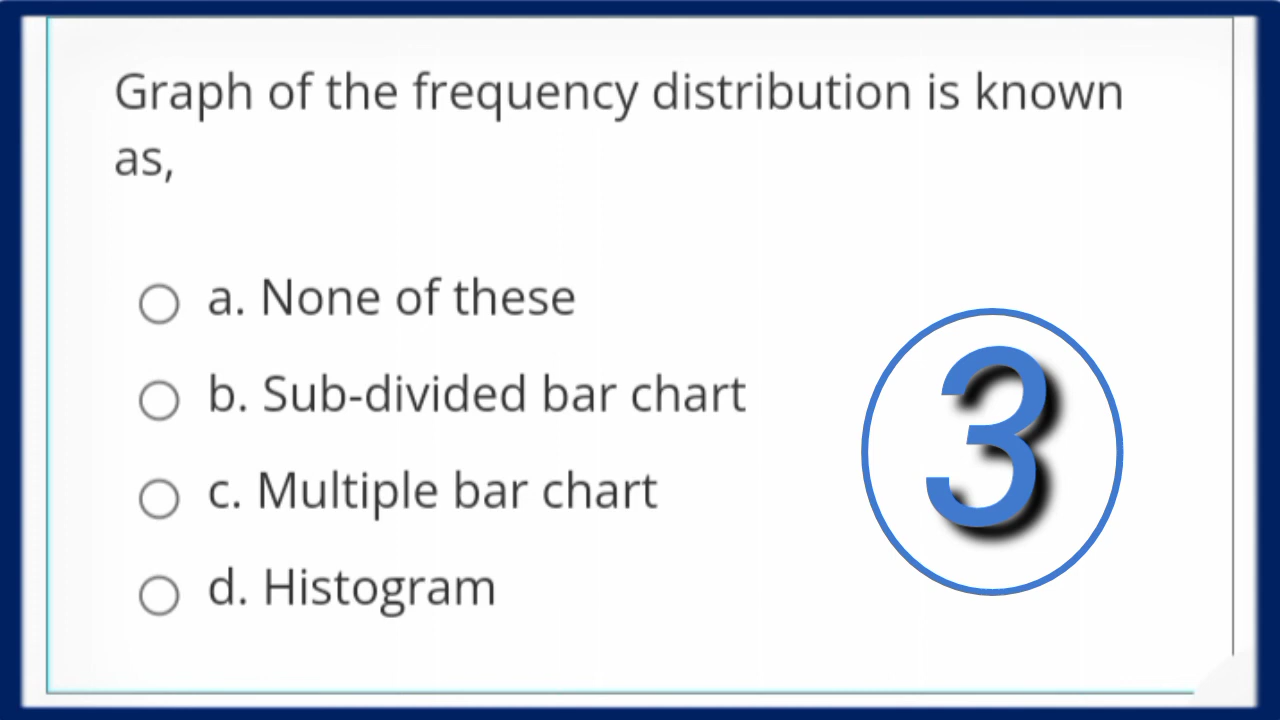 Graph of the frequency distribution is known
as,
a. None of these
b. Sub-divided bar chart
c. Multiple bar chart
3
d. Histogram